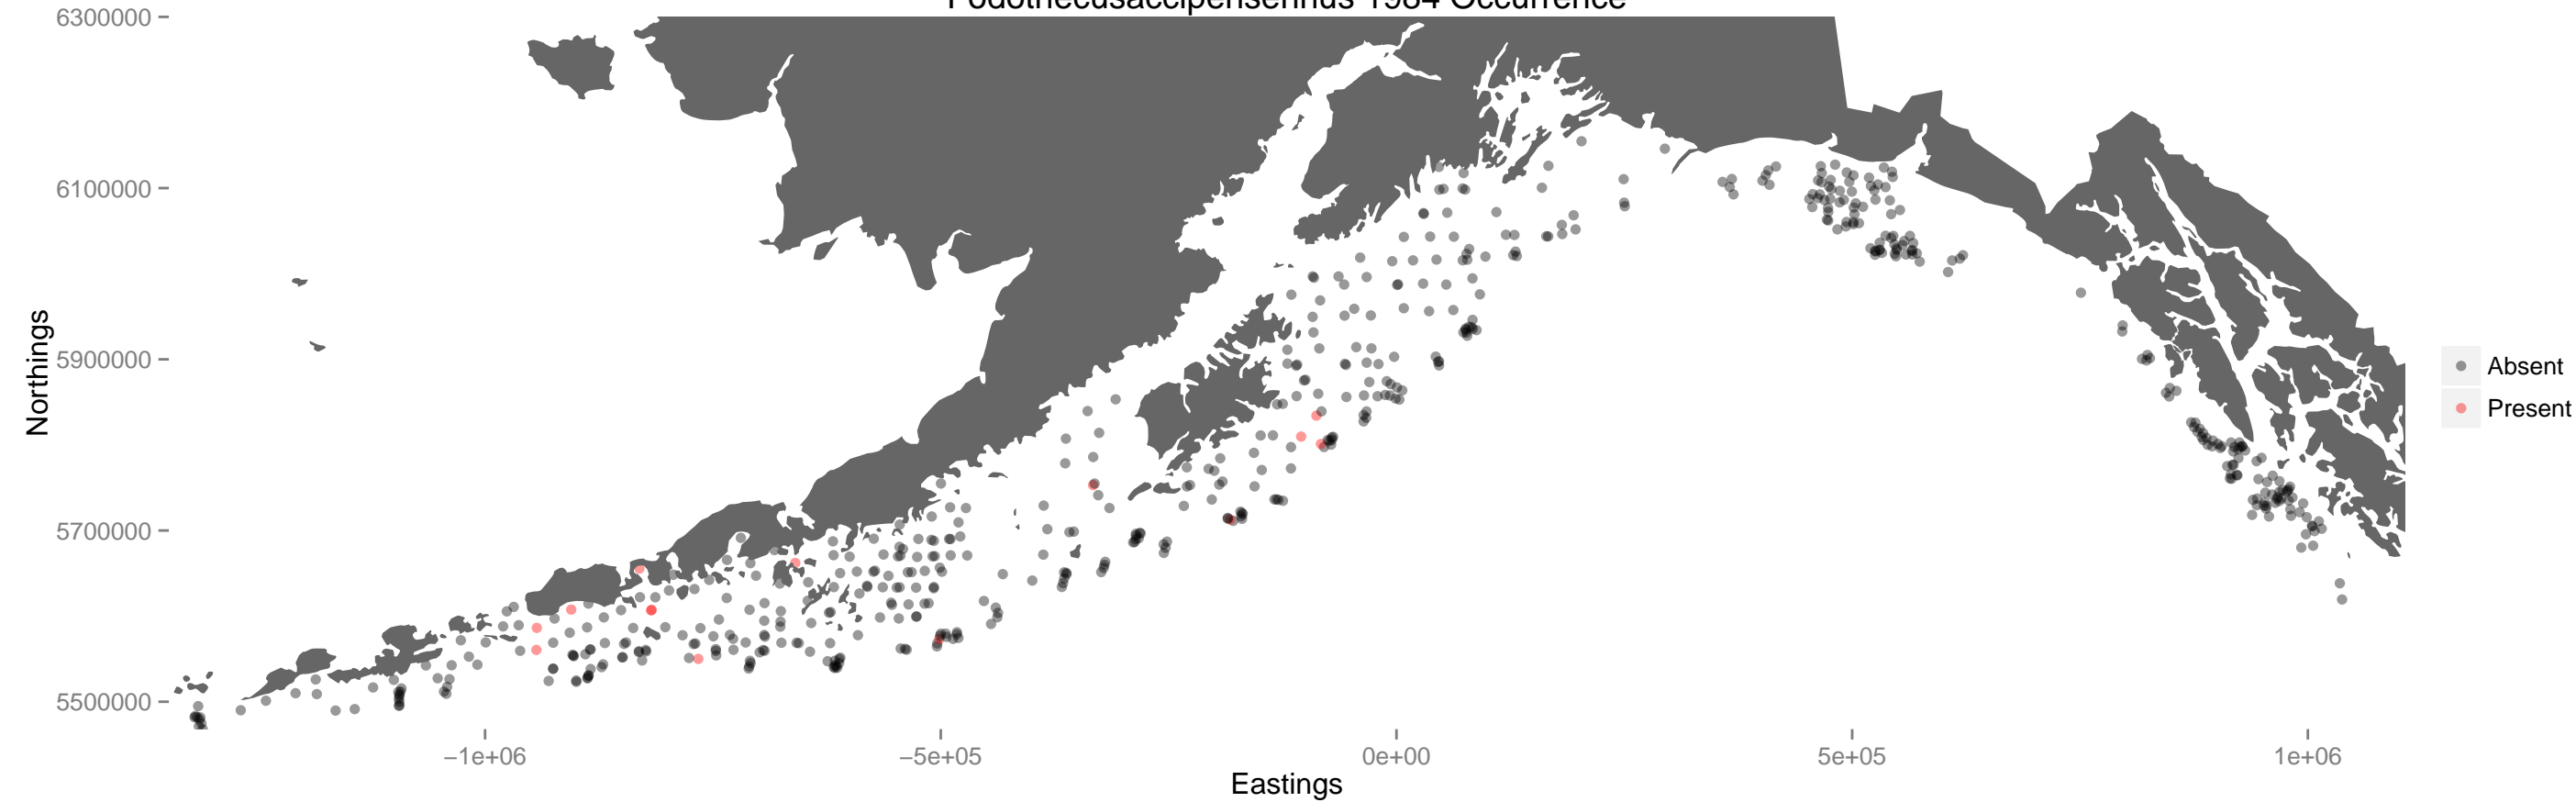 Podothecusaccipenserinus 1984 Occurrence
6300000
6100000
5900000
5700000
5500000
Northings
−1e+06
−5e+05
0e+00
5e+05
1e+06
Eastings
Absent
Present